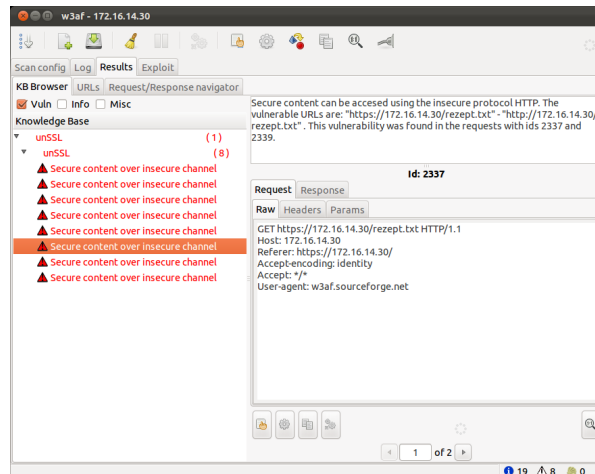 w3af - 172.16.14.30
Scan config Log Results Exploit
KB Browser URLs Request/Response navigator
Vuln Info Misc
Knowledge Base
unSSL (1)
unSSL (8)
Secure content over insecure channel
Secure content over insecure channel
Secure content over insecure channel
Secure content over insecure channel
Secure content over insecure channel
Secure content over insecure channel
Secure content over insecure channel
Secure content over insecure channel
Secure content can be accesed using the insecure protocol HTTP. The
vulnerable URLs are: "https://172.16.14.30/rezept.txt" - "http://172.16.14.30/
rezept.txt" . This vulnerability was found in the requests with ids 2337 and
2339.
Id: 2337
Request Response
Raw Headers Params
GET https://172.16.14.30/rezept.txt HTTP/1.1
Host: 172.16.14.30
Referer: https://172.16.14.30/
Accept-encoding: identity
Accept: */*
User-agent: w3af.sourceforge.net
1 of 2
19 8 0